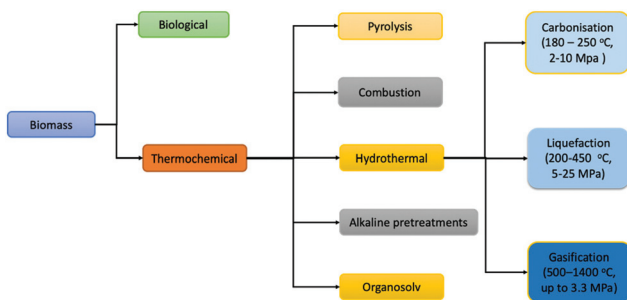 Biological
Biomass
Thermochemical
Pyrolysis
Combustion
Hydrothermal
Alkaline pretreatments
Organosolv
Carbonisation
(180 – 250 ºC,
2-10 Mpa )
Liquefaction
(200-450 ºC,
5-25 MPa)
Gasification
(500–1400 ºC,
up to 3.3 MPa)